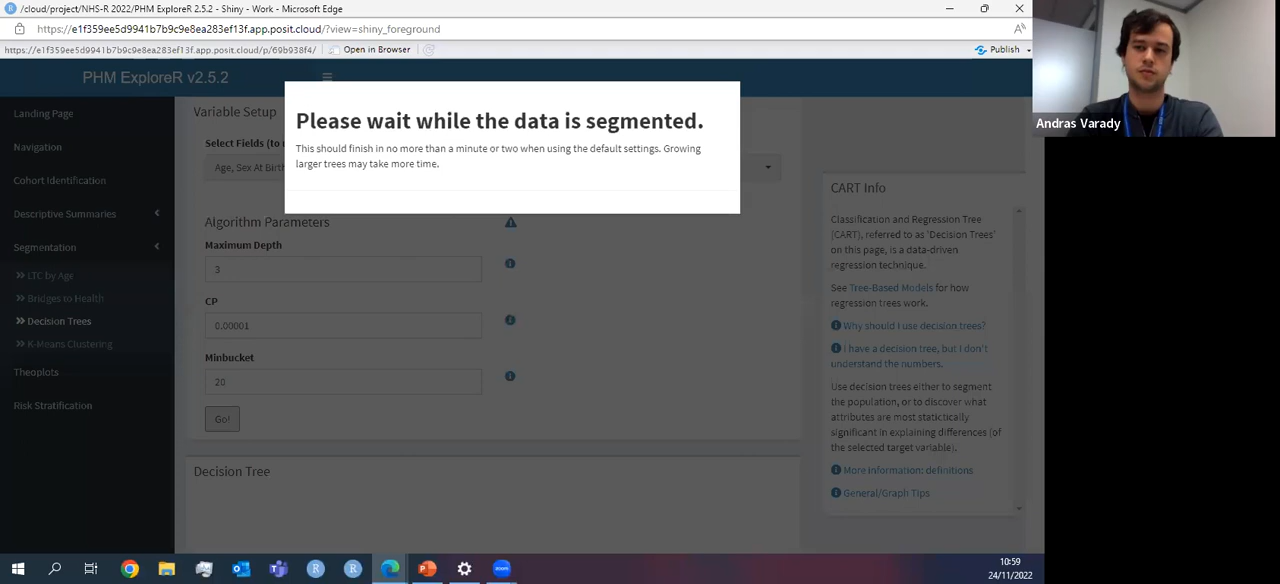 /cloud/project/NHS-R 2022/PHM ExploreR v2.5.2 - Shiny - Work - Microsoft Edge
https://e1f359ee5d9941b7b9c9e8ea283ef13f.app.posit.cloud/?view=shiny_foreground
https://e1f359ee5d9941b7b9c9e8ea283ef13f.app.posit.cloud/p/69b938f4/
Open in Browser
Publish
PHM ExploreR v2.5.2
Landing Page
Navigation
Cohort Identification
Descriptive Summaries
Segmentation
LTC by Age
Bridges to Health
Decision Trees
K-Means Clustering
Theoplots
Risk Stratification
Variable Setup
Select Fields (to
Age, Sex At Birt
Please wait while the data is segmented.
This should finish in no more than a minute or two when using the default settings. Growing
larger trees may take more time.
Algorithm Parameters
Maximum Depth
3
CP
0.00001
Minbucket
20
Go!
Decision Tree
CART Info
Classification and Regression Tree
(CART), referred to as 'Decision Trees'
on this page, is a data-driven
regression technique.
See Tree-Based Models for how
regression trees work.
Why should I use decision trees?
I have a decision tree, but I don't
understand the numbers.
Use decision trees either to segment
the population, or to discover what
attributes are most statictically
significant in explaining differences (of
the selected target variable).
More information: definitions
General/Graph Tips
Andras Varady
zoom
10:59
24/11/2022